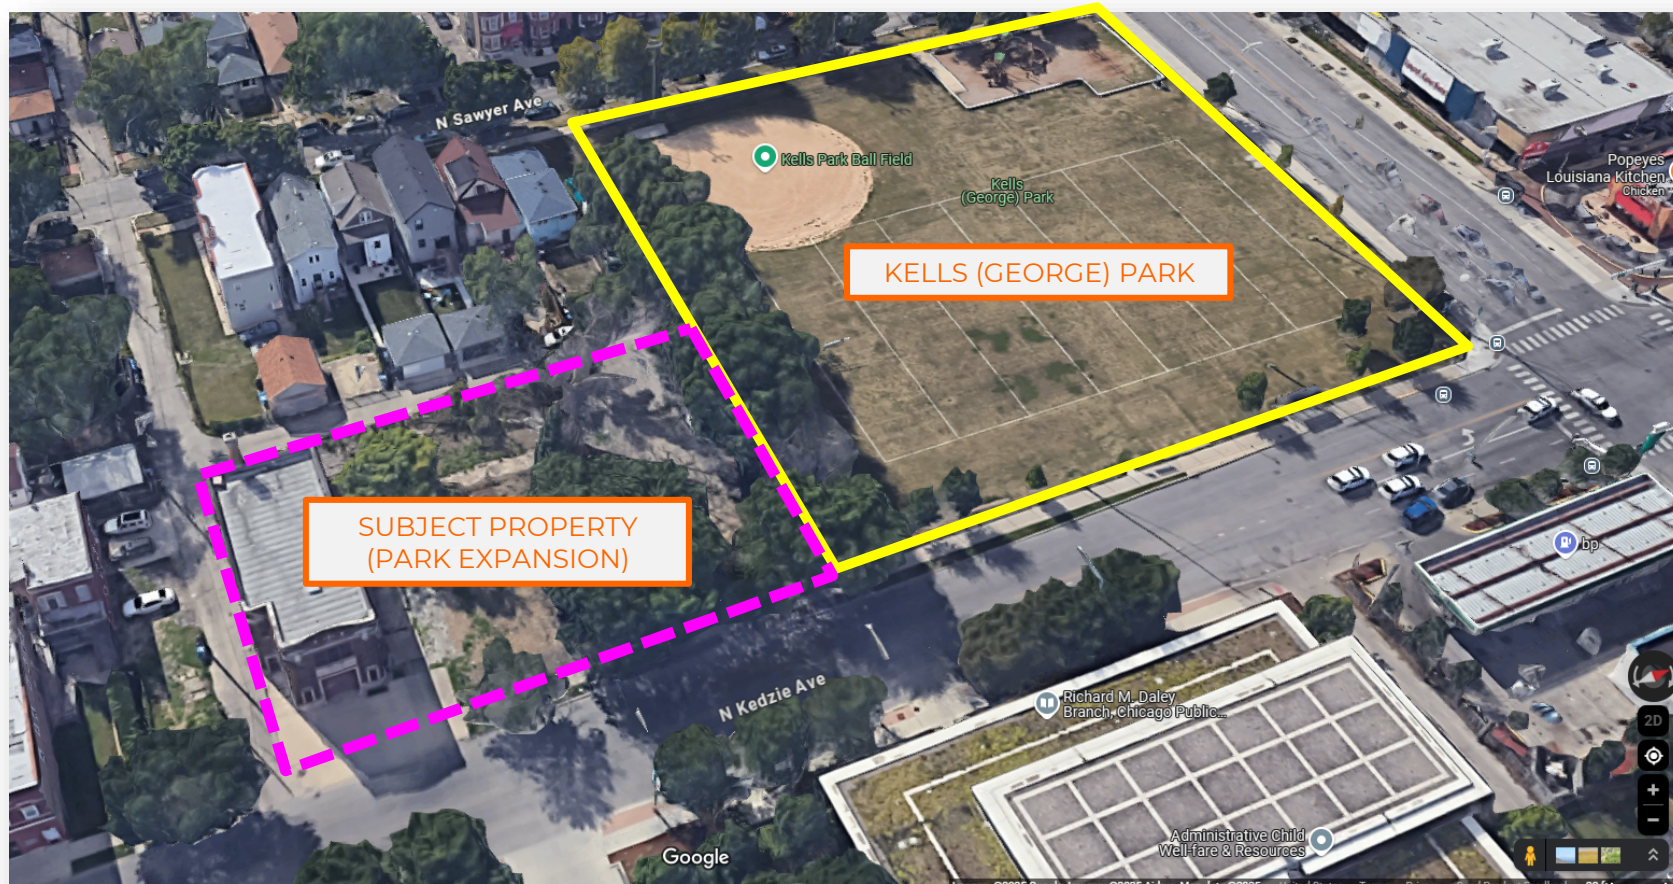 N Sawyer Ave
Kells Park Ball Field
Kells
(George) Park
Popeyes
Louisiana Kitchen
Chicken
KELLS (GEORGE) PARK
SUBJECT PROPERTY
(PARK EXPANSION)
bp
N Kedzie Ave
Richard M. Daley
Branch, Chicago Public...
2D
Administrative Child
Well-fare & Resources
Google